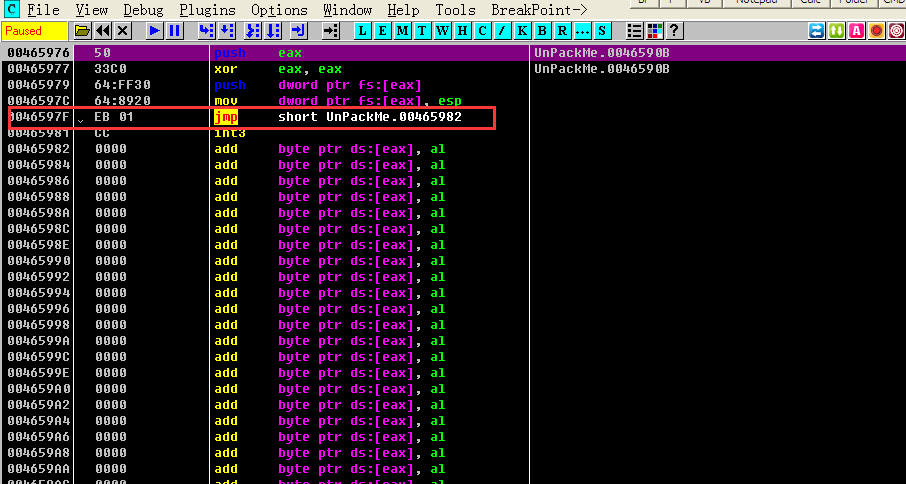 C File View Debug Plugins Options Window Help Tools BreakPoint->
Paused L E M T W H C / K B R ... S ?
00465976 50 push eax UnPackMe.0046590B
00465977 33C0 xor eax, eax UnPackMe.0046590B
00465979 64:FF30 push dword ptr fs:[eax]
0046597C 64:8920 mov dword ptr fs:[eax], esp
0046597F EB 01 jmp short UnPackMe.00465982
00465981 CC int3
00465982 0000 add byte ptr ds:[eax], al
00465984 0000 add byte ptr ds:[eax], al
00465986 0000 add byte ptr ds:[eax], al
00465988 0000 add byte ptr ds:[eax], al
0046598A 0000 add byte ptr ds:[eax], al
0046598C 0000 add byte ptr ds:[eax], al
0046598E 0000 add byte ptr ds:[eax], al
00465990 0000 add byte ptr ds:[eax], al
00465992 0000 add byte ptr ds:[eax], al
00465994 0000 add byte ptr ds:[eax], al
00465996 0000 add byte ptr ds:[eax], al
00465998 0000 add byte ptr ds:[eax], al
0046599A 0000 add byte ptr ds:[eax], al
0046599C 0000 add byte ptr ds:[eax], al
0046599E 0000 add byte ptr ds:[eax], al
004659A0 0000 add byte ptr ds:[eax], al
004659A2 0000 add byte ptr ds:[eax], al
004659A4 0000 add byte ptr ds:[eax], al
004659A6 0000 add byte ptr ds:[eax], al
004659A8 0000 add byte ptr ds:[eax], al
004659AA 0000 add byte ptr ds:[eax], al